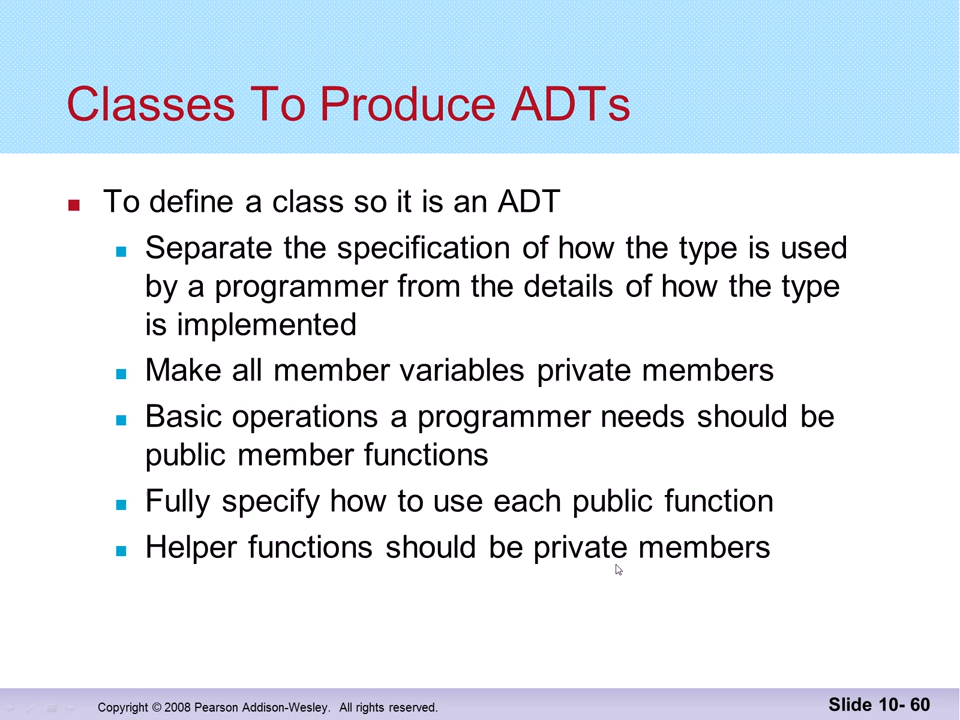 Classes To Produce ADTs
To define a class so it is an ADT
Separate the specification of how the type is used
by a programmer from the details of how the type
is implemented
Make all member variables private members
Basic operations a programmer needs should be
public member functions
Fully specify how to use each public function
Helper functions should be private members
Copyright © 2008 Pearson Addison-Wesley. All rights reserved.
Slide 10- 60